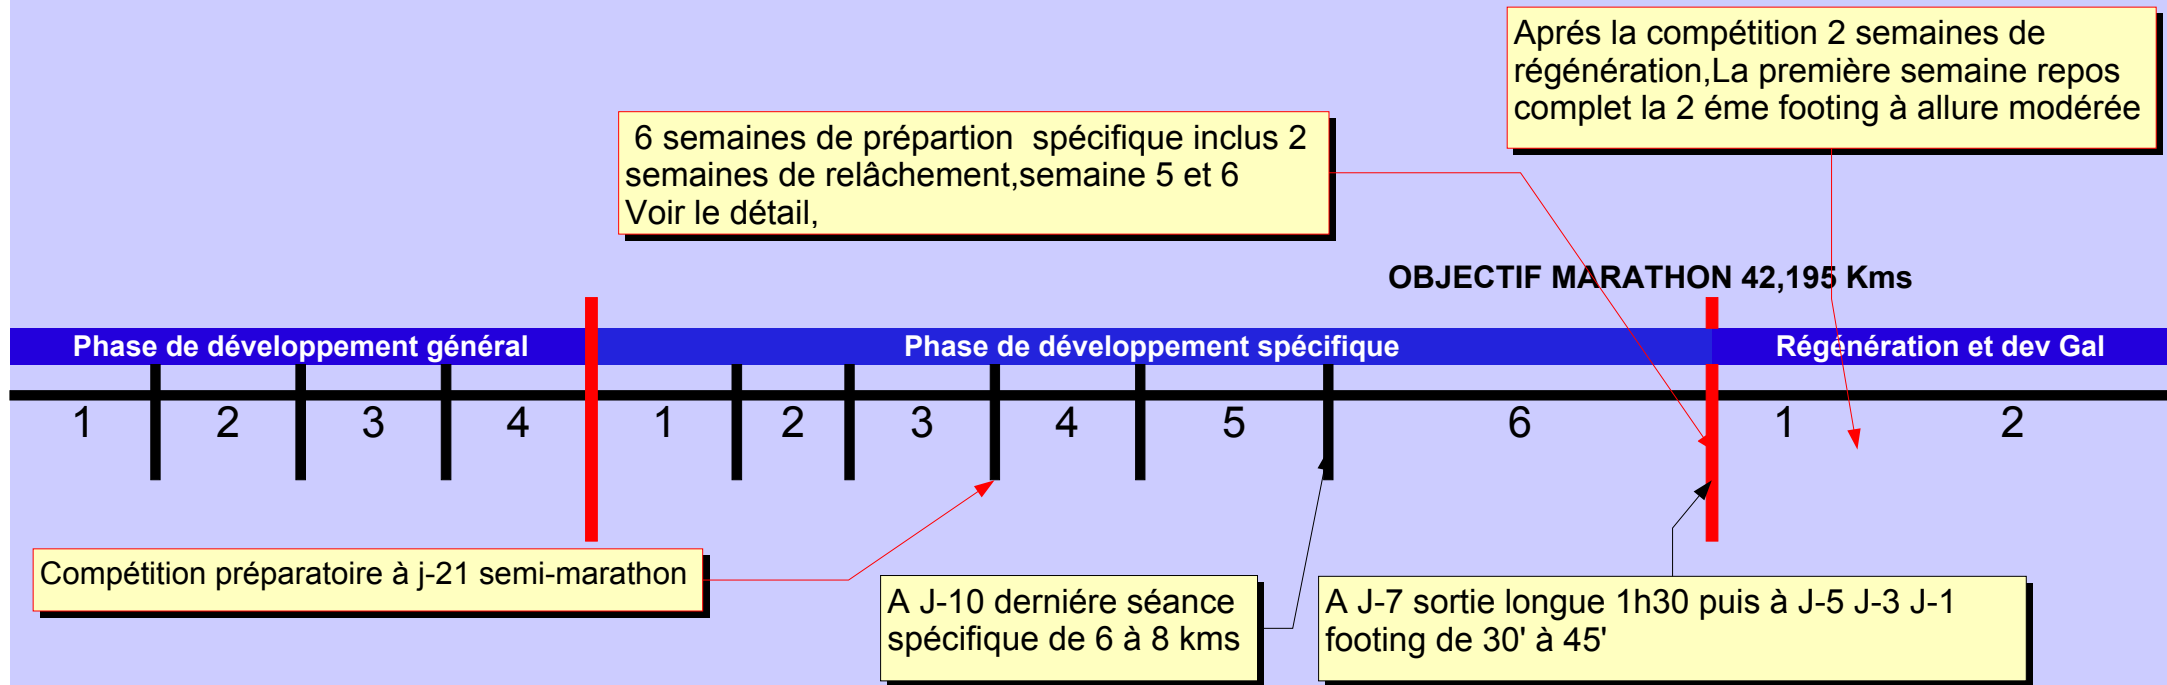 Aprés la compétition 2 semaines de
régénération,La première semaine repos
complet la 2 éme footing à allure modérée
6 semaines de prépartion  spécifique inclus 2
semaines de relâchement,semaine 5 et 6
Voir le détail,
OBJECTIF MARATHON 42,195 Kms
Phase de développement général
Phase de développement spécifique
Régénération et dev Gal
1 2 3 4 1 2 3 4 5 6 1 2
Compétition préparatoire à j-21 semi-marathon
A J-10 derniére séance
spécifique de 6 à 8 kms
A J-7 sortie longue 1h30 puis à J-5 J-3 J-1
footing de 30' à 45'